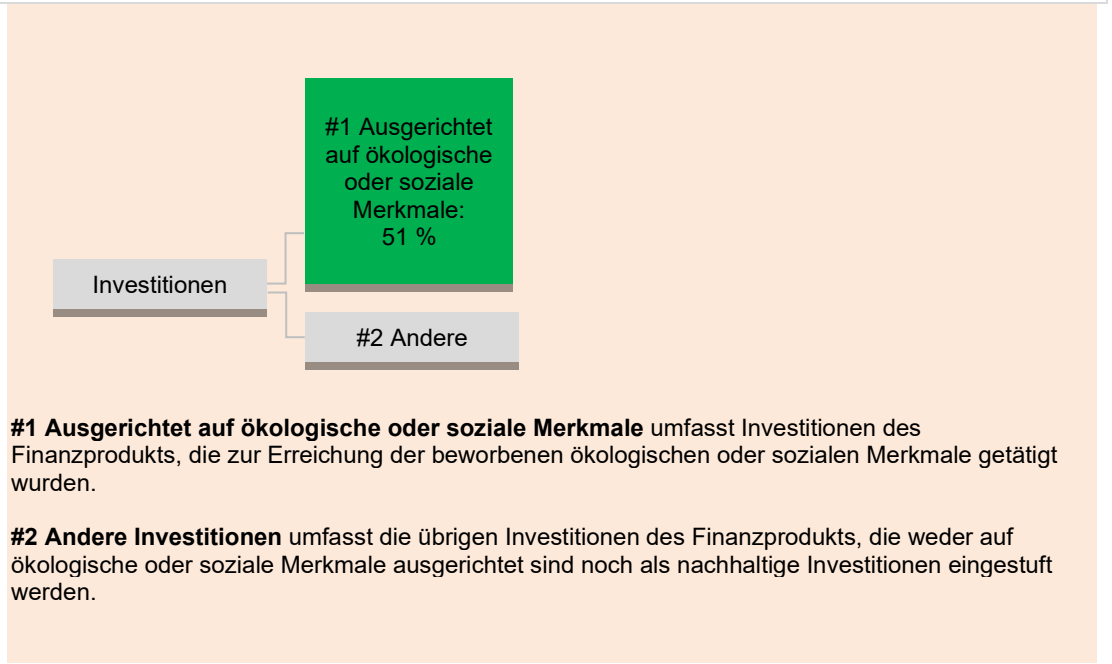 #1 Ausgerichtet
auf ökologische
oder soziale
Merkmale:
51 %
Investitionen
#2 Andere
#1 Ausgerichtet auf ökologische oder soziale Merkmale umfasst Investitionen des
Finanzprodukts, die zur Erreichung der beworbenen ökologischen oder sozialen Merkmale getätigt
wurden.
#2 Andere Investitionen umfasst die übrigen Investitionen des Finanzprodukts, die weder auf
ökologische oder soziale Merkmale ausgerichtet sind noch als nachhaltige Investitionen eingestuft
werden.